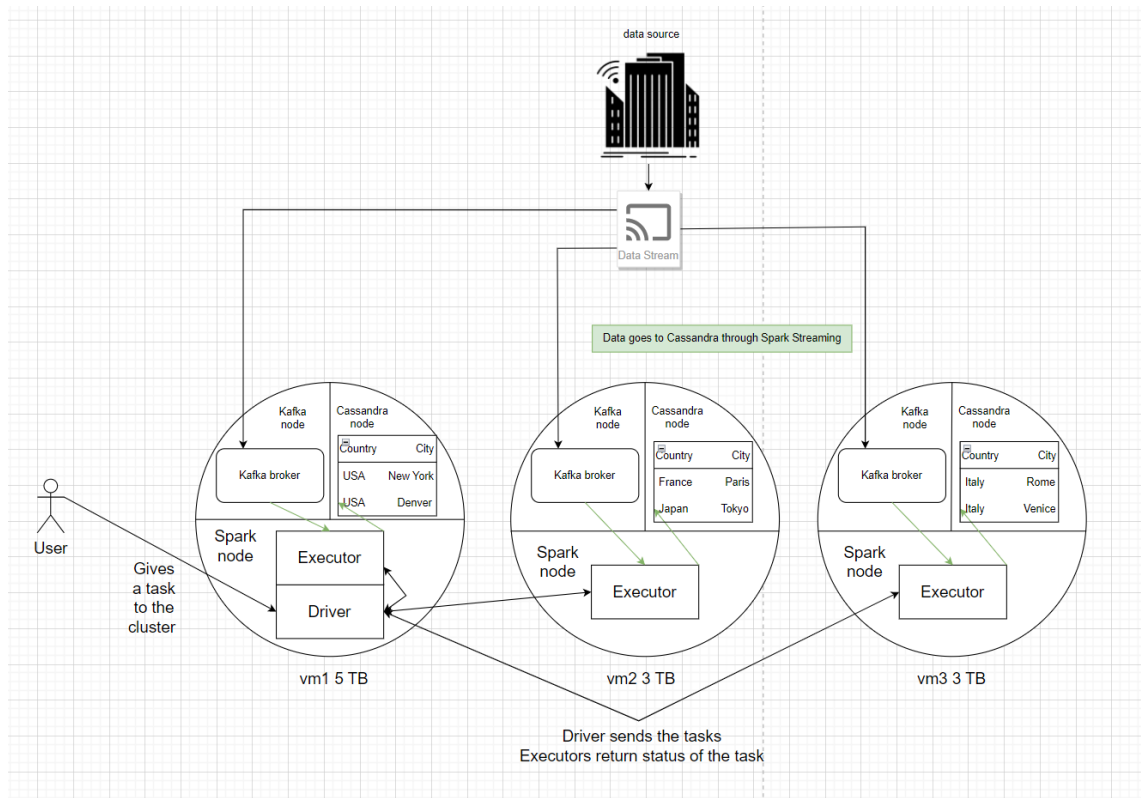 data source
Data Stream
Data goes to Cassandra through Spark Streaming
Kafka
node
Cassandra
node
Country City
USA New York
USA Denver
Kafka broker
Spark
node
Executor
Driver
vm1 5 TB
Kafka
node
Cassandra
node
Country City
France Paris
Japan Tokyo
Kafka broker
Spark
node
Executor
vm2 3 TB
Kafka
node
Cassandra
node
Country City
Italy Rome
Italy Venice
Kafka broker
Spark
node
Executor
vm3 3 TB
User
Gives
a task
to the
cluster
Driver sends the tasks
Executors return status of the task